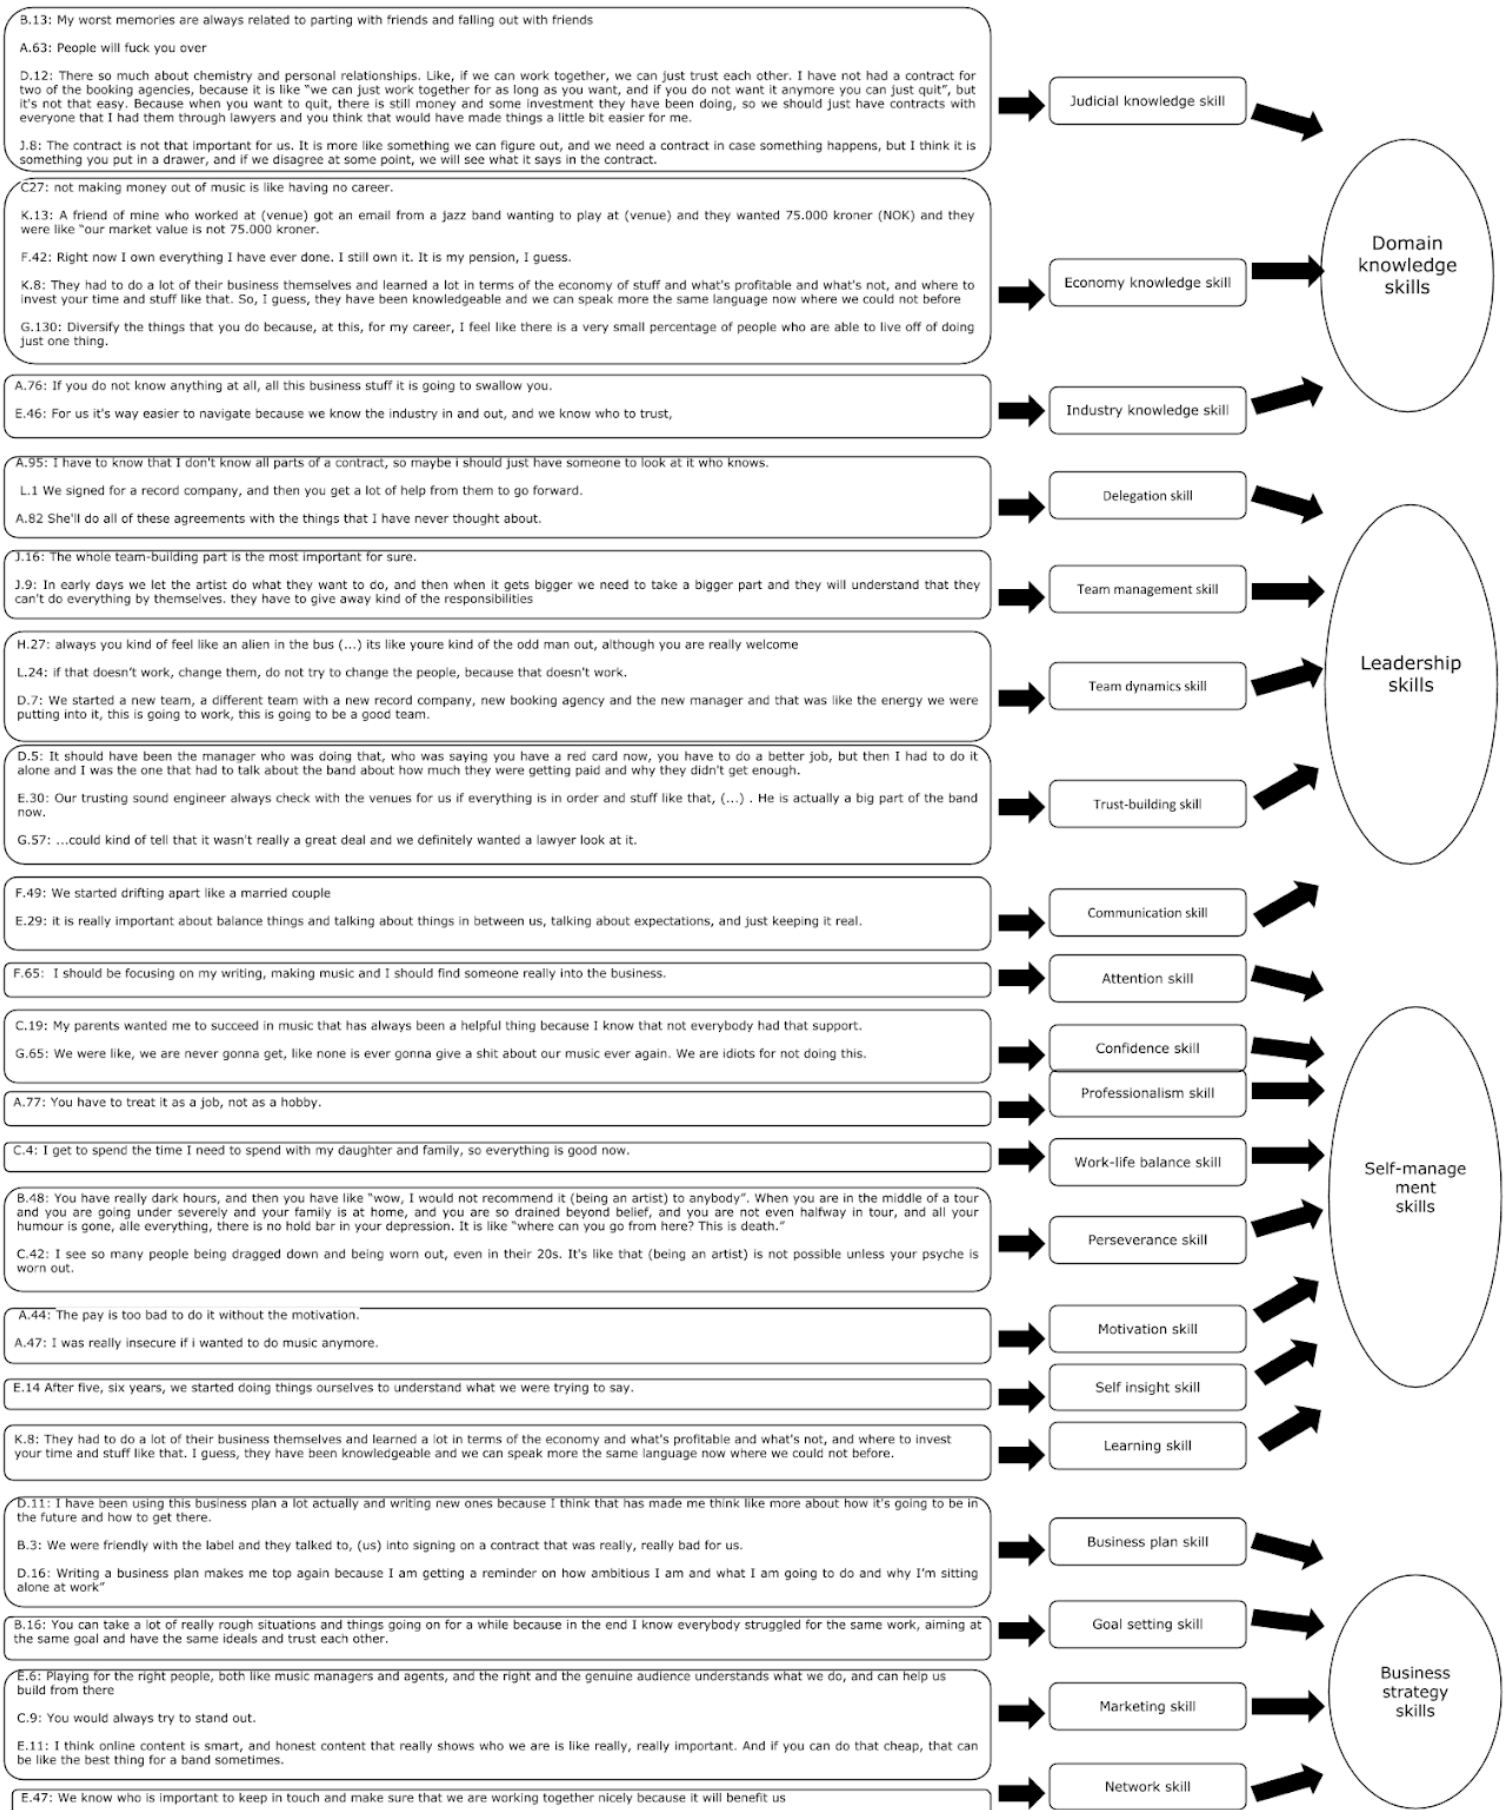 B.13: My worst memories are always related to parting with friends and falling out with friends
A.63: People will fuck you over
D.12: There so much about chemistry and personal relationships. Like, if we can work together, we can just trust each other. I have not had a contract for
two of the booking agencies, because it is like "we can just work together for as long as you want, and if you do not want it anymore you can just quit", but
it's not that easy. Because when you want to quit, there is still money and some investment they have been doing, so we should just have contracts with
everyone that I had them through lawyers and you think that would have made things a little bit easier for me.
J.8: The contract is not that important for us. It is more like something we can figure out, and we need a contract in case something happens, but I think it is
something you put in a drawer, and if we disagree at some point, we will see what it says in the contract.
Judicial knowledge skill
C27: not making money out of music is like having no career.
K.13: A friend of mine who worked at (venue) got an email from a jazz band wanting to play at (venue) and they wanted 75.000 kroner (NOK) and they
were like "our market value is not 75.000 kroner.
F.42: Right now I own everything I have ever done. I still own it. It is my pension, I guess.
K.8: They had to do a lot of their business themselves and learned a lot in terms of the economy of stuff and what's profitable and what's not, and where to
invest your time and stuff like that. So, I guess, they have been knowledgeable and we can speak more the same language now where we could not before
G.130: Diversify the things that you do because, at this, for my career, I feel like there is a very small percentage of people who are able to live off of doing
just one thing.
Economy knowledge skill
A.76: If you do not know anything at all, all this business stuff it is going to swallow you.
E.46: For us it's way easier to navigate because we know the industry in and out, and we know who to trust,
Industry knowledge skill
Domain
knowledge
skills
A.95: I have to know that I don't know all parts of a contract, so maybe i should just have someone to look at it who knows.
L.1 We signed for a record company, and then you get a lot of help from them to go forward.
A.82 She'll do all of these agreements with the things that I have never thought about.
Delegation skill
J.16: The whole team-building part is the most important for sure.
J.9: In early days we let the artist do what they want to do, and then when it gets bigger we need to take a bigger part and they will understand that they
can't do everything by themselves. they have to give away kind of the responsibilities
Team management skill
H.27: always you kind of feel like an alien in the bus (...) its like youre kind of the odd man out, although you are really welcome
L.24: if that doesn't work, change them, do not try to change the people, because that doesn't work.
D.7: We started a new team, a different team with a new record company, new booking agency and the new manager and that was like the energy we were
putting into it, this is going to work, this is going to be a good team.
Team dynamics skill
D.5: It should have been the manager who was doing that, who was saying you have a red card now, you have to do a better job, but then I had to do it
alone and I was the one that had to talk about the band about how much they were getting paid and why they didn't get enough.
E.30: Our trusting sound engineer always check with the venues for us if everything is in order and stuff like that, (...) . He is actually a big part of the band
now.
G.57: ...could kind of tell that it wasn't really a great deal and we definitely wanted a lawyer look at it.
Trust-building skill
F.49: We started drifting apart like a married couple
E.29: it is really important about balance things and talking about things in between us, talking about expectations, and just keeping it real.
Communication skill
Leadership
skills
F.65: I should be focusing on my writing, making music and I should find someone really into the business.
Attention skill
C.19: My parents wanted me to succeed in music that has always been a helpful thing because I know that not everybody had that support.
G.65: We were like, we are never gonna get, like none is ever gonna give a shit about our music ever again. We are idiots for not doing this.
Confidence skill
A.77: You have to treat it as a job, not as a hobby.
Professionalism skill
C.4: I get to spend the time I need to spend with my daughter and family, so everything is good now.
Work-life balance skill
B.48: You have really dark hours, and then you have like "wow, I would not recommend it (being an artist) to anybody". When you are in the middle of a tour
and you are going under severely and your family is at home, and you are so drained beyond belief, and you are not even halfway in tour, and all your
humour is gone, alle everything, there is no hold bar in your depression. It is like "where can you go from here? This is death."
C.42: I see so many people being dragged down and being worn out, even in their 20s. It's like that (being an artist) is not possible unless your psyche is
worn out.
Perseverance skill
A.44: The pay is too bad to do it without the motivation.
A.47: I was really insecure if i wanted to do music anymore.
Motivation skill
E.14 After five, six years, we started doing things ourselves to understand what we were trying to say.
Self insight skill
K.8: They had to do a lot of their business themselves and learned a lot in terms of the economy and what's profitable and what's not, and where to invest
your time and stuff like that. I guess, they have been knowledgeable and we can speak more the same language now where we could not before.
Learning skill
Self-manage
ment
skills
D.11: I have been using this business plan a lot actually and writing new ones because I think that has made me think like more about how it's going to be in
the future and how to get there.
B.3: We were friendly with the label and they talked to, (us) into signing on a contract that was really, really bad for us.
D.16: Writing a business plan makes me top again because I am getting a reminder on how ambitious I am and what I am going to do and why I'm sitting
alone at work"
Business plan skill
B.16: You can take a lot of really rough situations and things going on for a while because in the end I know everybody struggled for the same work, aiming at
the same goal and have the same ideals and trust each other.
Goal setting skill
E.6: Playing for the right people, both like music managers and agents, and the right and the genuine audience understands what we do, and can help us
build from there
C.9: You would always try to stand out.
E.11: I think online content is smart, and honest content that really shows who we are is like really, really important. And if you can do that cheap, that can
be like the best thing for a band sometimes.
Marketing skill
E.47: We know who is important to keep in touch and make sure that we are working together nicely because it will benefit us
Network skill
Business
strategy
skills